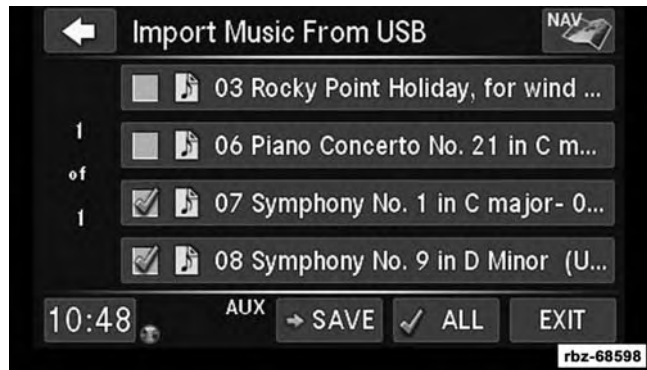 Import Music From USB
NAV
03 Rocky Point Holiday, for wind ...
1
of
1
06 Piano Concerto No. 21 in C m...
07 Symphony No. 1 in C major- 0...
08 Symphony No. 9 in D Minor (U...
10:48
AUX
SAVE
ALL
EXIT
rbz-68598